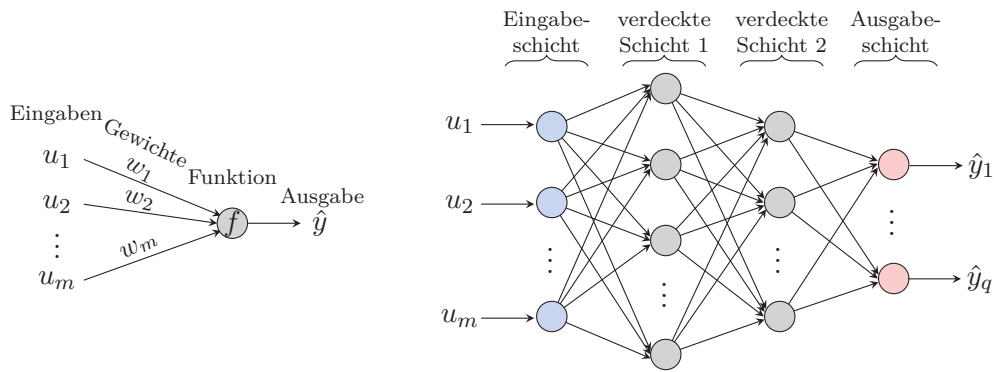 Eingaben
Gewichte
Funktion
Ausgabe
u₁
u₂
⋮
uₘ
w₁
w₂
wₘ
f
ŷ
Eingabe-
schicht
verdeckte
Schicht 1
verdeckte
Schicht 2
Ausgabe-
schicht
u₁
u₂
⋮
uₘ
⋮
⋮
⋮
ŷ₁
ŷ_q